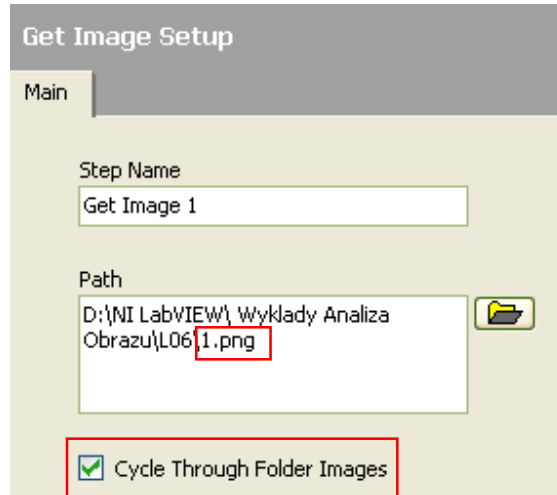 Get Image Setup
Main
Step Name
Get Image 1
Path
D:\NI LabVIEW\ Wyklady Analiza
Obrazu\L06\1.png
Cycle Through Folder Images